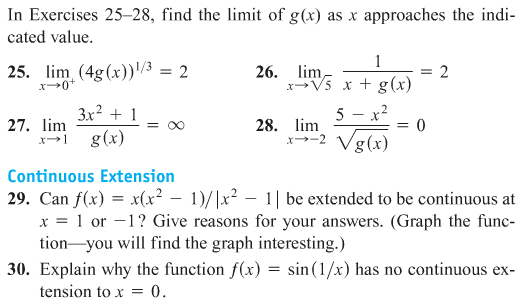 In Exercises 25–28, find the limit of g(x) as x approaches the indi-
cated value.
25. lim x→0⁺ (4g(x))^(1/3) = 2
26. lim x→√5 1/(x + g(x)) = 2
27. lim x→1 (3x² + 1)/g(x) = ∞
28. lim x→−2 (5 − x²)/√g(x) = 0
Continuous Extension
29. Can f(x) = x(x² − 1)/|x² − 1| be extended to be continuous at
x = 1 or −1? Give reasons for your answers. (Graph the func-
tion—you will find the graph interesting.)
30. Explain why the function f(x) = sin(1/x) has no continuous ex-
tension to x = 0.